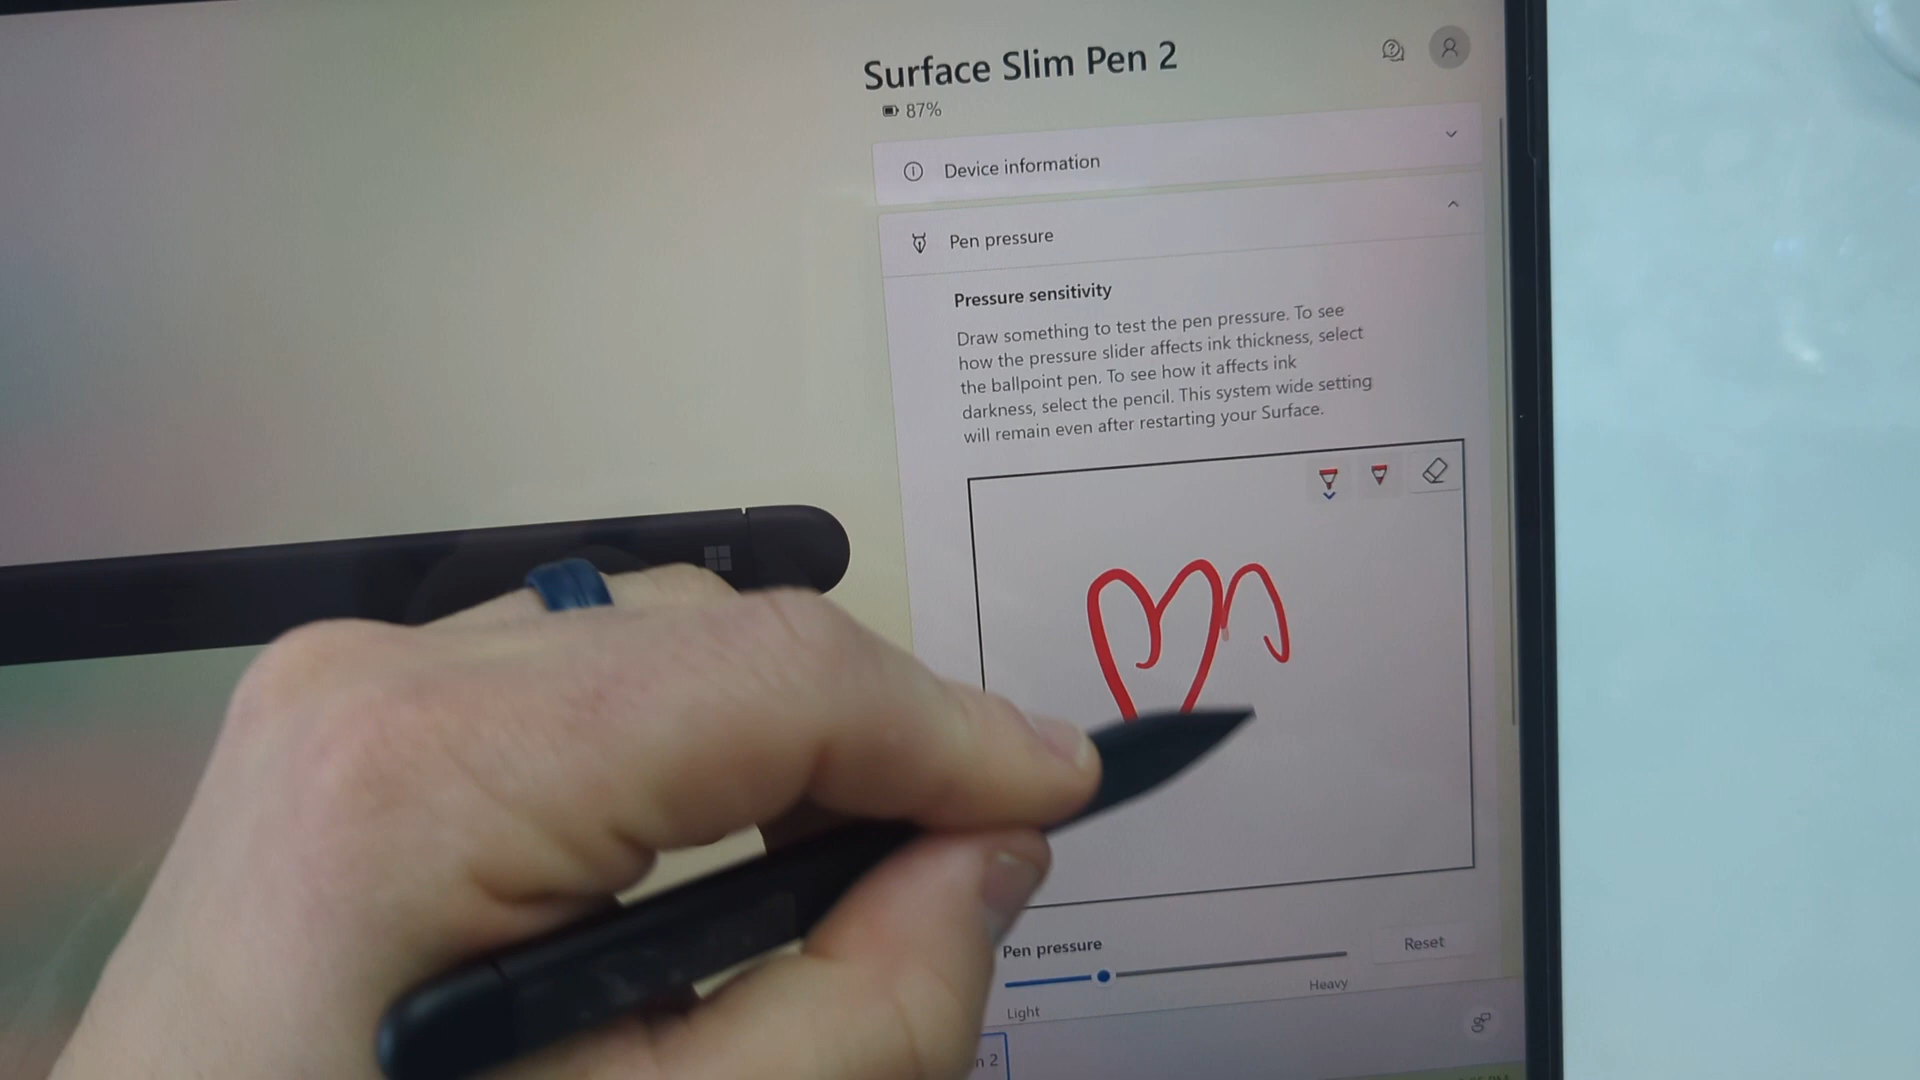 Surface Slim Pen 2
87%
Device information
Pen pressure
Pressure sensitivity
Draw something to test the pen pressure. To see
how the pressure slider affects ink thickness, select
the ballpoint pen. To see how it affects ink
darkness, select the pencil. This system wide setting
will remain even after restarting your Surface.
Pen pressure
Reset
Light
Heavy
n 2